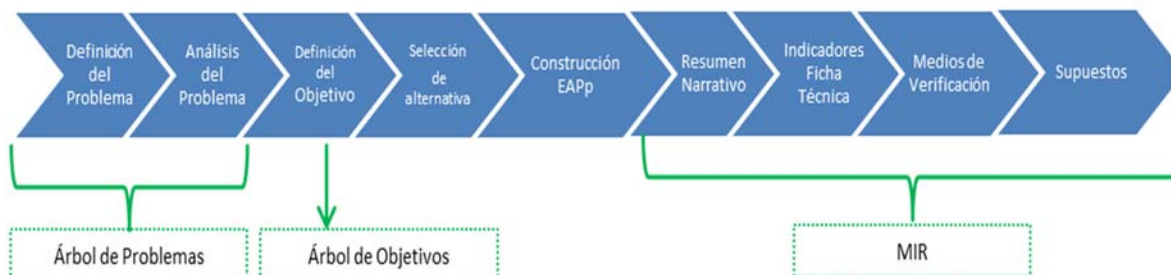 Definición
del
Problema
Análisis
del
Problema
Definición
del
Objetivo
Selección
de
alternativa
Construcción
EAPp
Resumen
Narrativo
Indicadores
Ficha
Técnica
Medios de
Verificación
Supuestos
Árbol de Problemas
Árbol de Objetivos
MIR